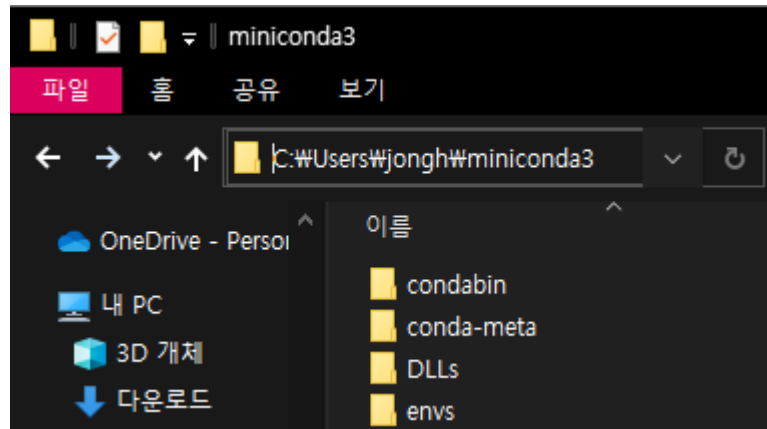 miniconda3
파일 홈 공유 보기
C:₩Users₩jongh₩miniconda3
이름
OneDrive - Person
condabin
내 PC
conda-meta
3D 개체
DLLs
다운로드
envs